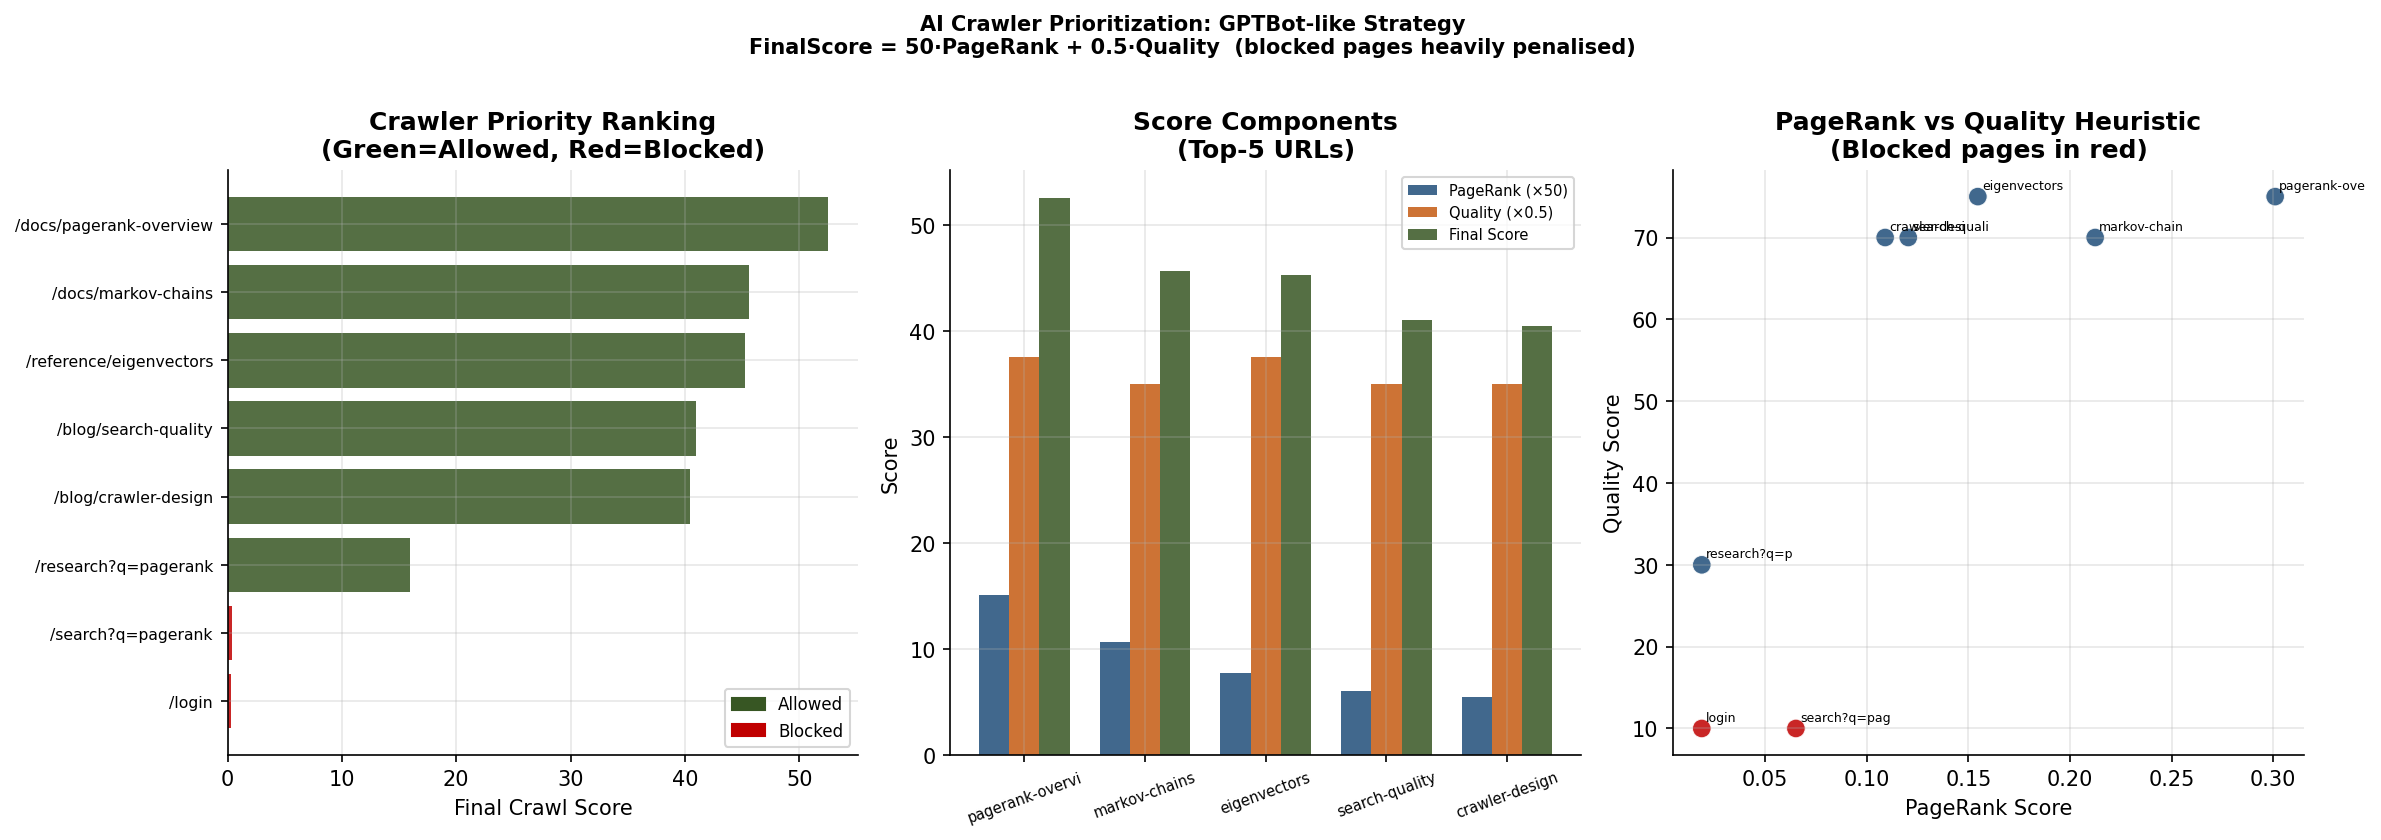 AI Crawler Prioritization: GPTBot-like Strategy
FinalScore = 50·PageRank + 0.5·Quality  (blocked pages heavily penalised)
Crawler Priority Ranking
(Green=Allowed, Red=Blocked)
/docs/pagerank-overview
/docs/markov-chains
/reference/eigenvectors
/blog/search-quality
/blog/crawler-design
/research?q=pagerank
/search?q=pagerank
/login
Allowed
Blocked
0 10 20 30 40 50
Final Crawl Score
Score Components
(Top-5 URLs)
PageRank (×50)
Quality (×0.5)
Final Score
Score
50
40
30
20
10
0
pagerank-overvi
markov-chains
eigenvectors
search-quality
crawler-design
PageRank vs Quality Heuristic
(Blocked pages in red)
Quality Score
70
60
50
40
30
20
10
eigenvectors
pagerank-ove
markov-chain
research?q=p
login
search?q=pag
0.05 0.10 0.15 0.20 0.25 0.30
PageRank Score